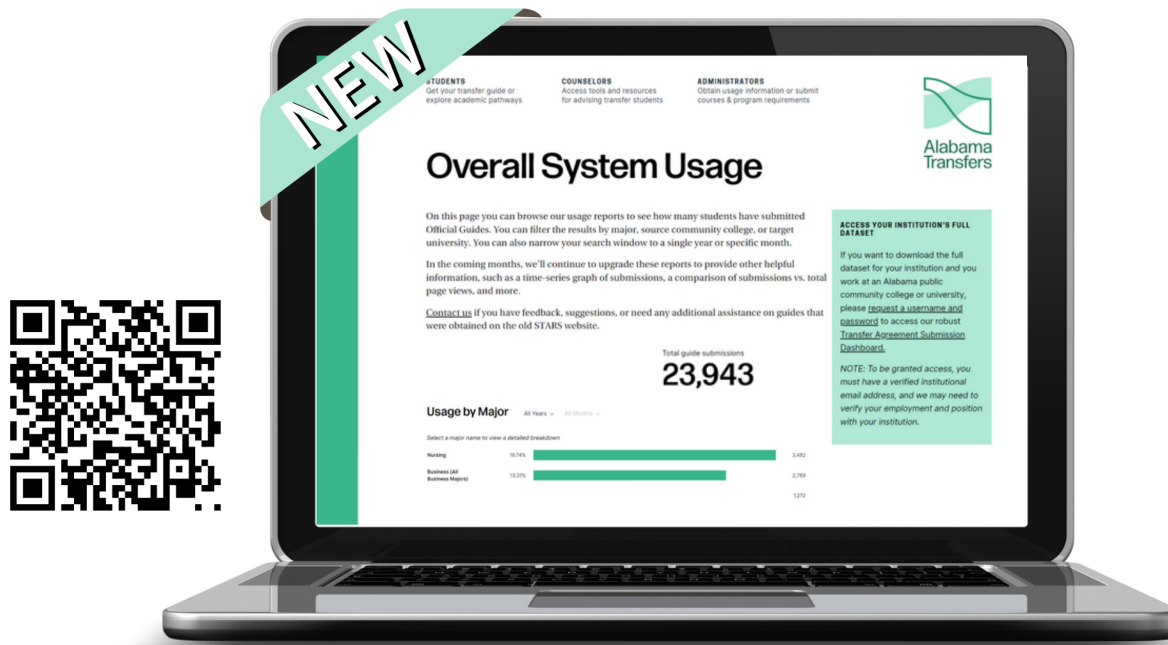 NEW
STUDENTS
Get your transfer guide or
explore academic pathways
COUNSELORS
Access tools and resources
for advising transfer students
ADMINISTRATORS
Obtain usage information or submit
courses & program requirements
Alabama
Transfers
Overall System Usage
On this page you can browse our usage reports to see how many students have submitted
Official Guides. You can filter the results by major, source community college, or target
university. You can also narrow your search window to a single year or specific month.
In the coming months, we'll continue to upgrade these reports to provide other helpful
information, such as a time-series graph of submissions, a comparison of submissions vs. total
page views, and more.
Contact us if you have feedback, suggestions, or need any additional assistance on guides that
were obtained on the old STARS website.
ACCESS YOUR INSTITUTION'S FULL
DATASET
If you want to download the full
dataset for your institution and you
work at an Alabama public
community college or university,
please request a username and
password to access our robust
Transfer Agreement Submission
Dashboard.
NOTE: To be granted access, you
must have a verified institutional
email address, and we may need to
verify your employment and position
with your institution.
Total guide submissions
23,943
Usage by Major All Years All Months
Select a major name to view a detailed breakdown
Nursing 16.74% 3,482
Business (All
Business Majors) 13.31% 2,769
1,272